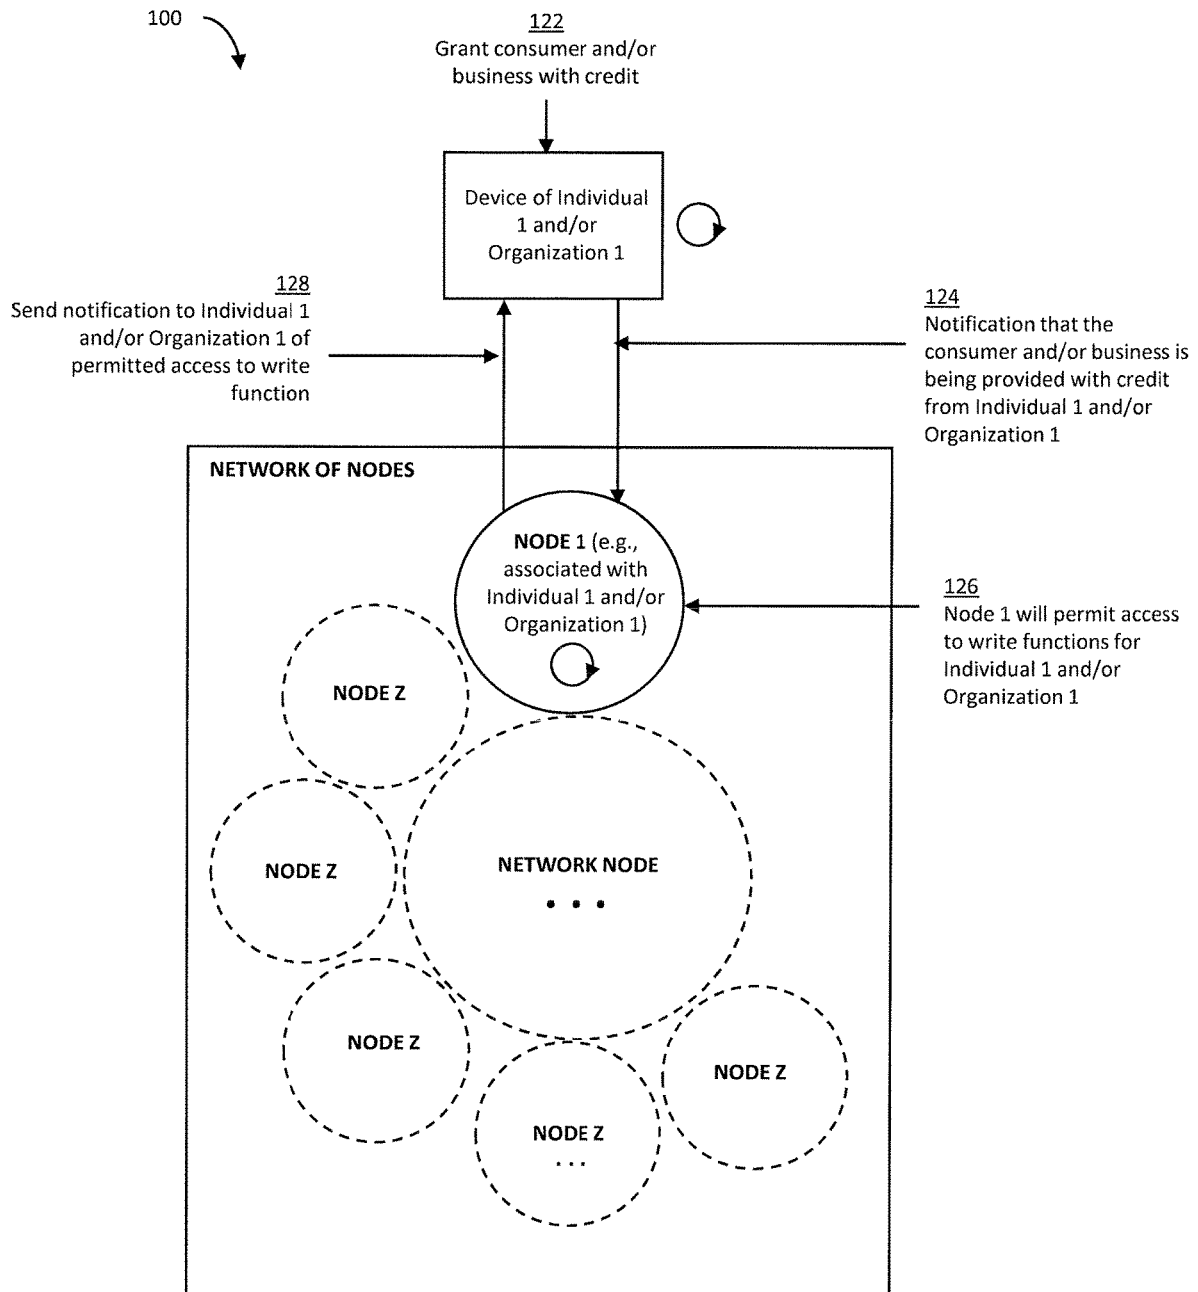 100
122
Grant consumer and/or
business with credit
Device of Individual
1 and/or
Organization 1
128
Send notification to Individual 1
and/or Organization 1 of
permitted access to write
function
124
Notification that the
consumer and/or business is
being provided with credit
from Individual 1 and/or
Organization 1
NETWORK OF NODES
NODE 1 (e.g.,
associated with
Individual 1 and/or
Organization 1)
126
Node 1 will permit access
to write functions for
Individual 1 and/or
Organization 1
NODE Z
NODE Z
NETWORK NODE
• • •
NODE Z
NODE Z
NODE Z
...